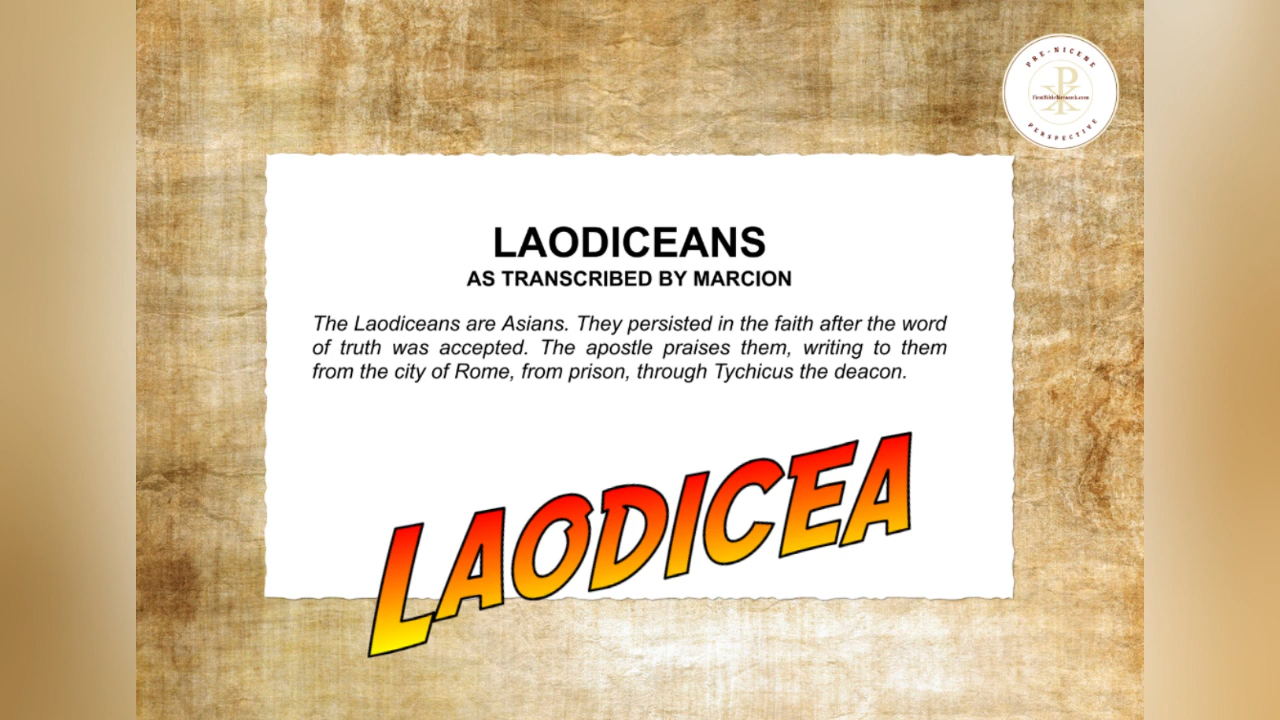 PRE-NICENE
PERSPECTIVE
LAODICEANS
AS TRANSCRIBED BY MARCION
The Laodiceans are Asians. They persisted in the faith after the word
of truth was accepted. The apostle praises them, writing to them
from the city of Rome, from prison, through Tychicus the deacon.
LAODICEA